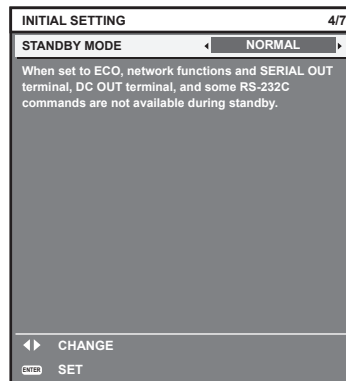 INITIAL SETTING 4/7
STANDBY MODE NORMAL
When set to ECO, network functions and SERIAL OUT
terminal, DC OUT terminal, and some RS-232C
commands are not available during standby.
CHANGE
ENTER SET